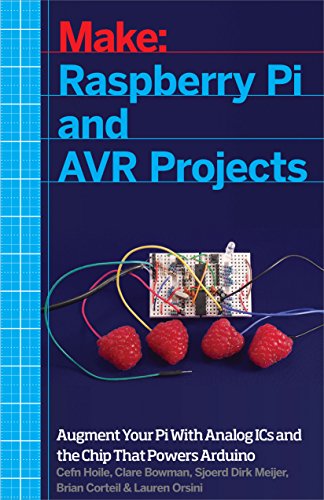 Make:
Raspberry Pi
and
AVR Projects
Augment Your Pi With Analog ICs and
the Chip That Powers Arduino
Cefn Hoile, Clare Bowman, Sjoerd Dirk Meijer,
Brian Corteil & Lauren Orsini